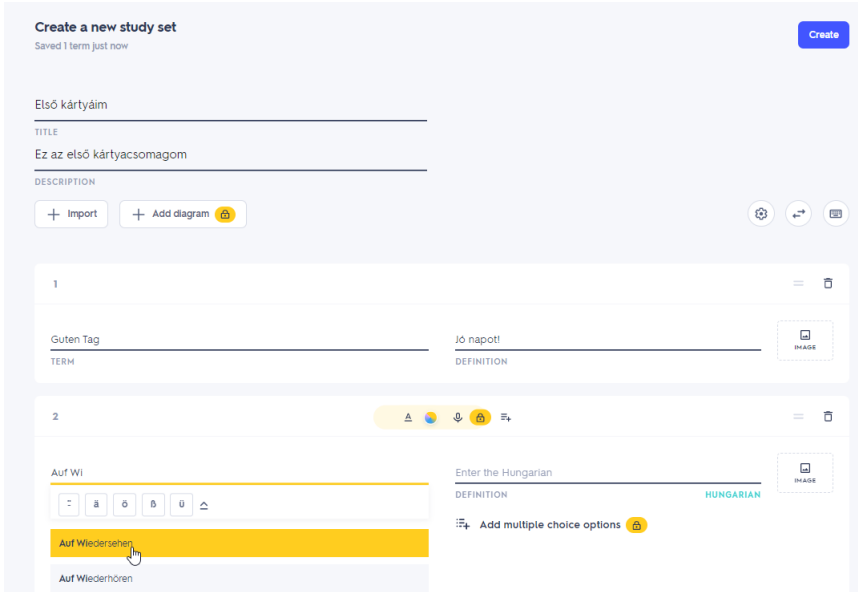 Create a new study set
Saved 1 term just now
Create
Első kártyáim
TITLE
Ez az első kártyacsomagom
DESCRIPTION
+ Import
+ Add diagram
1
Guten Tag
Jó napot!
TERM
DEFINITION
IMAGE
2
Auf Wi
Enter the Hungarian
DEFINITION
HUNGARIAN
IMAGE
ä ö ß ü
Add multiple choice options
Auf Wiedersehen
Auf Wiederhören